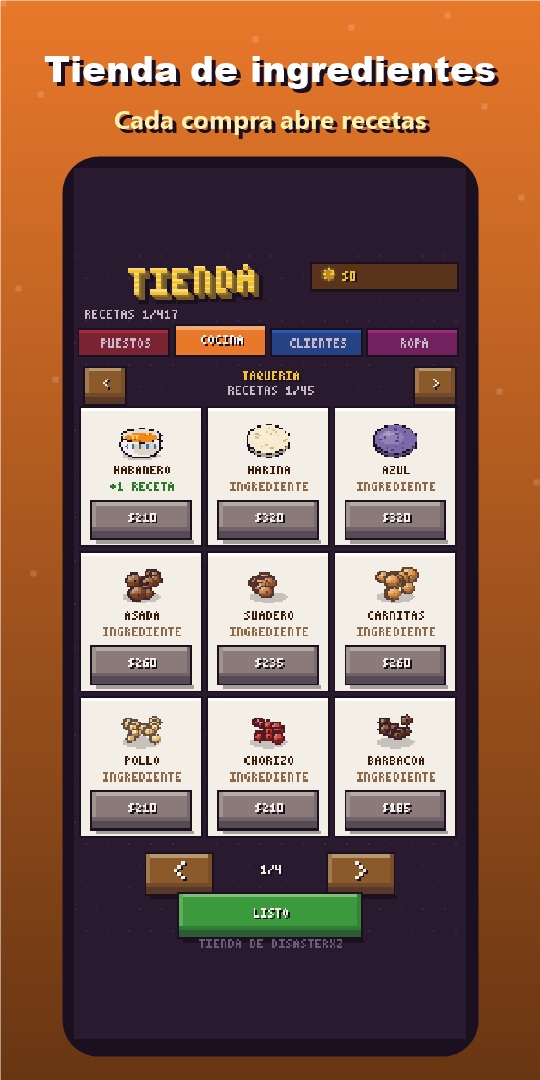 Tienda de ingredientes
Cada compra abre recetas
TIENDA
$0
RECETAS 1/417
PUESTOS
COCINA
CLIENTES
ROPA
<
TAQUERIA
>
RECETAS 1/45
HABANERO
HARINA
AZUL
+1 RECETA
INGREDIENTE
INGREDIENTE
$210
$320
$320
ASADA
SUADERO
CARNITAS
INGREDIENTE
INGREDIENTE
INGREDIENTE
$260
$235
$260
POLLO
CHORIZO
BARBACOA
INGREDIENTE
INGREDIENTE
INGREDIENTE
$210
$210
$185
<
1/4
>
LISTO
TIENDA DE DISASTERX2